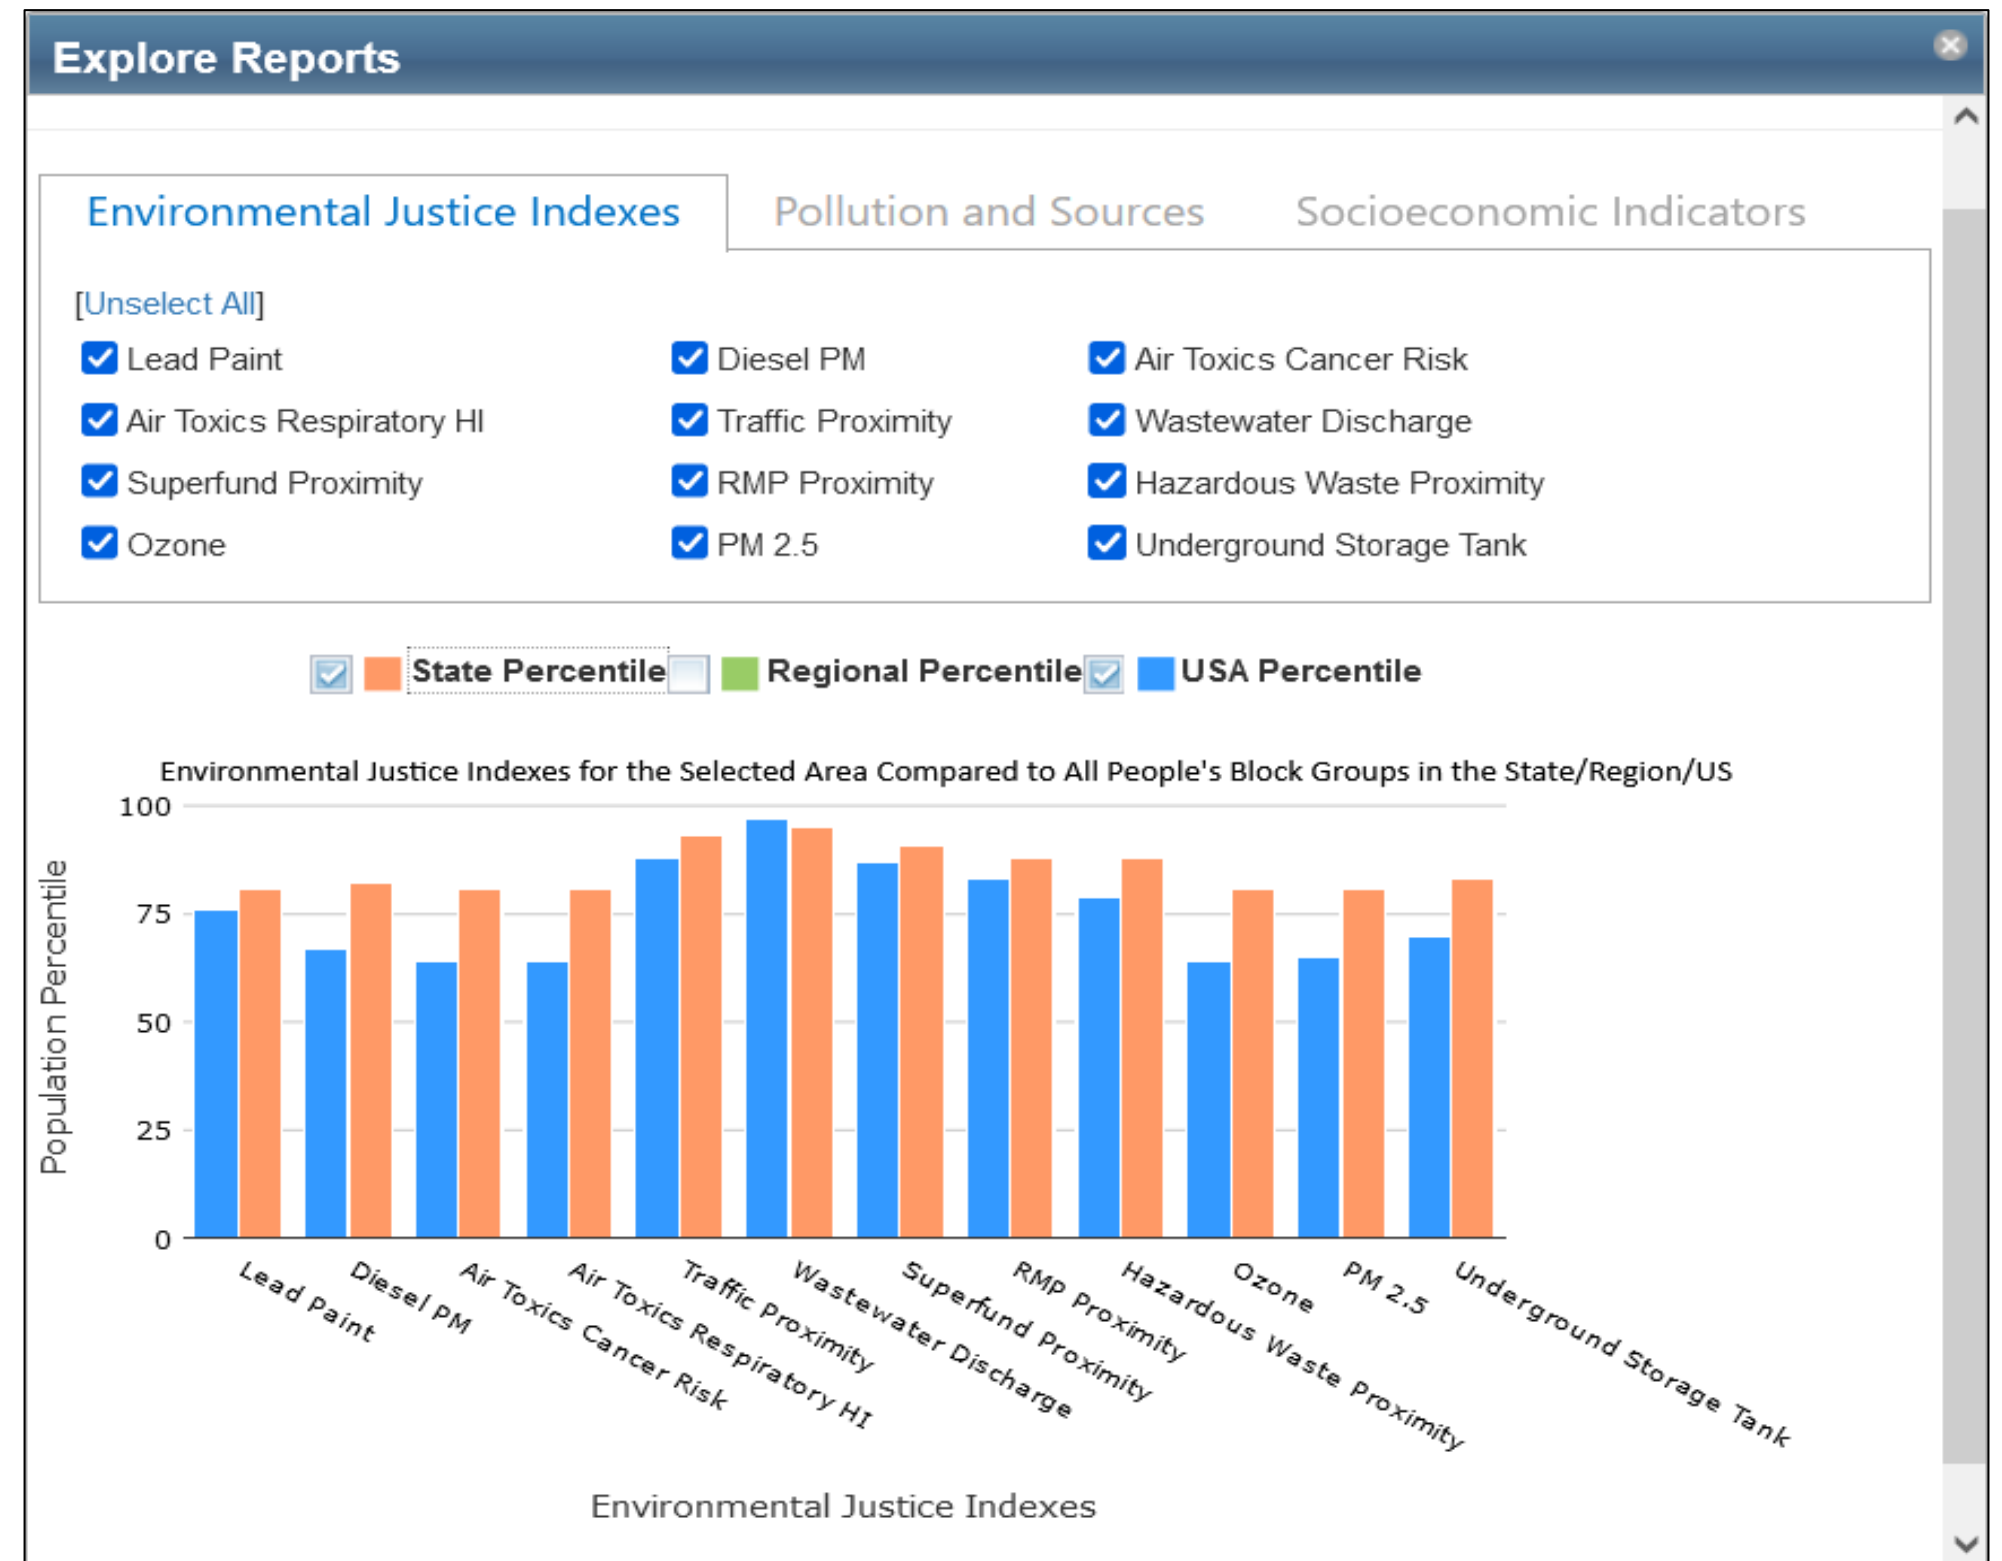 Explore Reports
Environmental Justice Indexes Pollution and Sources Socioeconomic Indicators
[Unselect All]
Lead Paint Diesel PM Air Toxics Cancer Risk
Air Toxics Respiratory HI Traffic Proximity Wastewater Discharge
Superfund Proximity RMP Proximity Hazardous Waste Proximity
Ozone PM 2.5 Underground Storage Tank
State Percentile Regional Percentile USA Percentile
Environmental Justice Indexes for the Selected Area Compared to All People's Block Groups in the State/Region/US
Population Percentile
100
75
50
25
0
Lead Paint
Diesel PM
Air Toxics Cancer Risk
Air Toxics Respiratory HI
Traffic Proximity
Wastewater Discharge
Superfund Proximity
RMP Proximity
Hazardous Waste Proximity
Ozone
PM 2.5
Underground Storage Tank
Environmental Justice Indexes